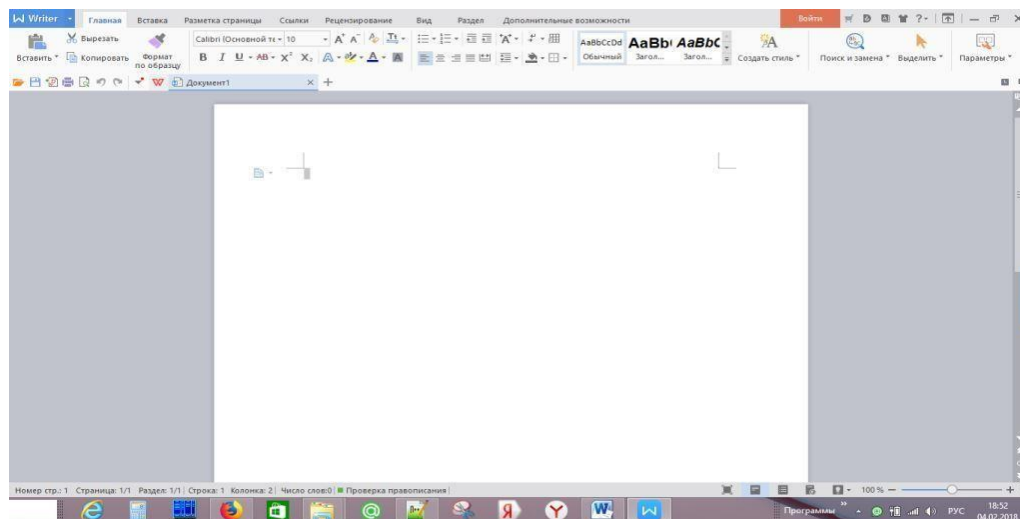 Writer Главная Вставка Разметка страницы Ссылки Рецензирование Вид Раздел Дополнительные возможности Войти
Вырезать Calibri (Основной те 10
Вставить Копировать Формат по образцу AaBbCcDd AaBb AaBbC
Обычный Загол... Загол... Создать стиль Поиск и замена Выделить Параметры
Документ1
Номер стр.: 1 Страница: 1/1 Раздел: 1/1 Строка: 1 Колонка: 2 Число слов:0 Проверка правописания 100 %
Программы РУС 18:52
04.02.2018